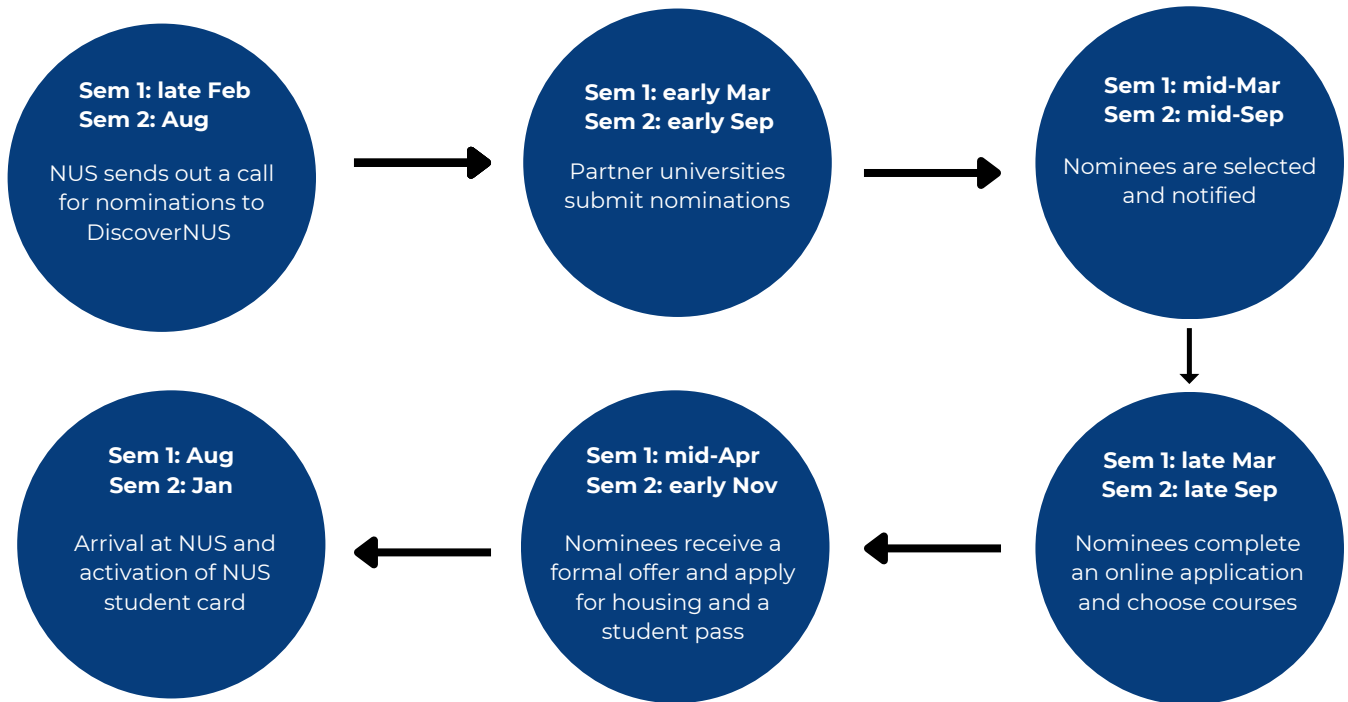 Sem 1: late Feb
Sem 2: Aug
NUS sends out a call
for nominations to
DiscoverNUS
Sem 1: early Mar
Sem 2: early Sep
Partner universities
submit nominations
Sem 1: mid-Mar
Sem 2: mid-Sep
Nominees are selected
and notified
Sem 1: late Mar
Sem 2: late Sep
Nominees complete
an online application
and choose courses
Sem 1: mid-Apr
Sem 2: early Nov
Nominees receive a
formal offer and apply
for housing and a
student pass
Sem 1: Aug
Sem 2: Jan
Arrival at NUS and
activation of NUS
student card